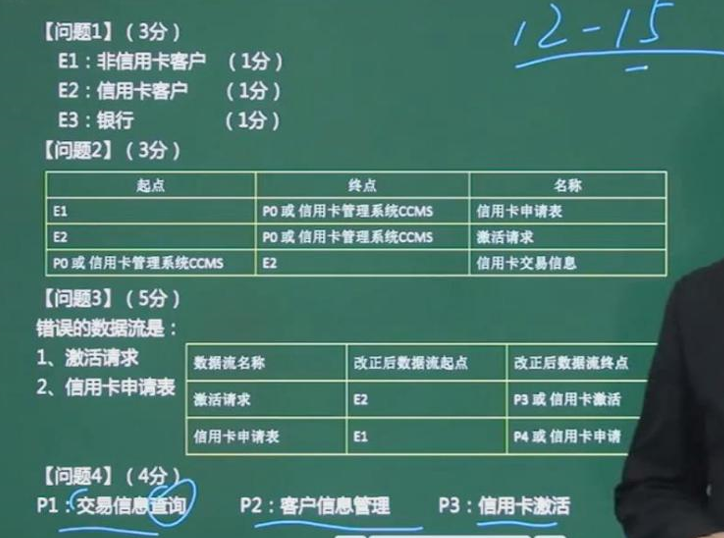 12-15
【问题1】（3分）
E1：非信用卡客户 （1分）
E2：信用卡客户 （1分）
E3：银行 （1分）
【问题2】（3分）
起点 终点 名称
E1 P0 或 信用卡管理系统CCMS 信用卡申请表
E2 P0 或 信用卡管理系统CCMS 激活请求
P0 或 信用卡管理系统CCMS E2 信用卡交易信息
【问题3】（5分）
错误的数据流是：
1、激活请求
2、信用卡申请表
数据流名称 改正后数据流起点 改正后数据流终点
激活请求 E2 P3 或 信用卡激活
信用卡申请表 E1 P4 或 信用卡申请
【问题4】（4分）
P1：交易信息查询 P2：客户信息管理 P3：信用卡激活